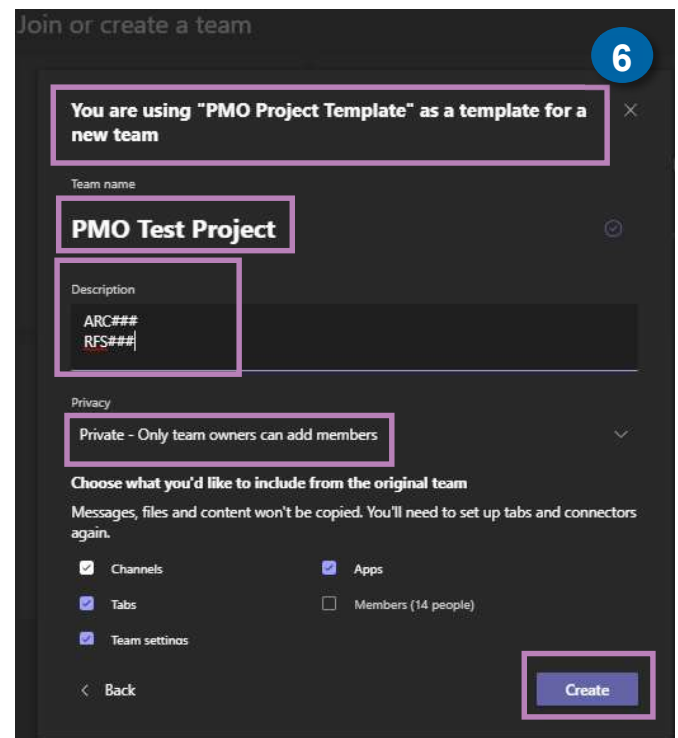 Join or create a team
6
You are using "PMO Project Template" as a template for a
new team
Team name
PMO Test Project
Description
ARC###
RFS###
Privacy
Private - Only team owners can add members
Choose what you'd like to include from the original team
Messages, files and content won't be copied. You'll need to set up tabs and connectors
again.
Channels
Apps
Tabs
Members (14 people)
Team settings
< Back
Create